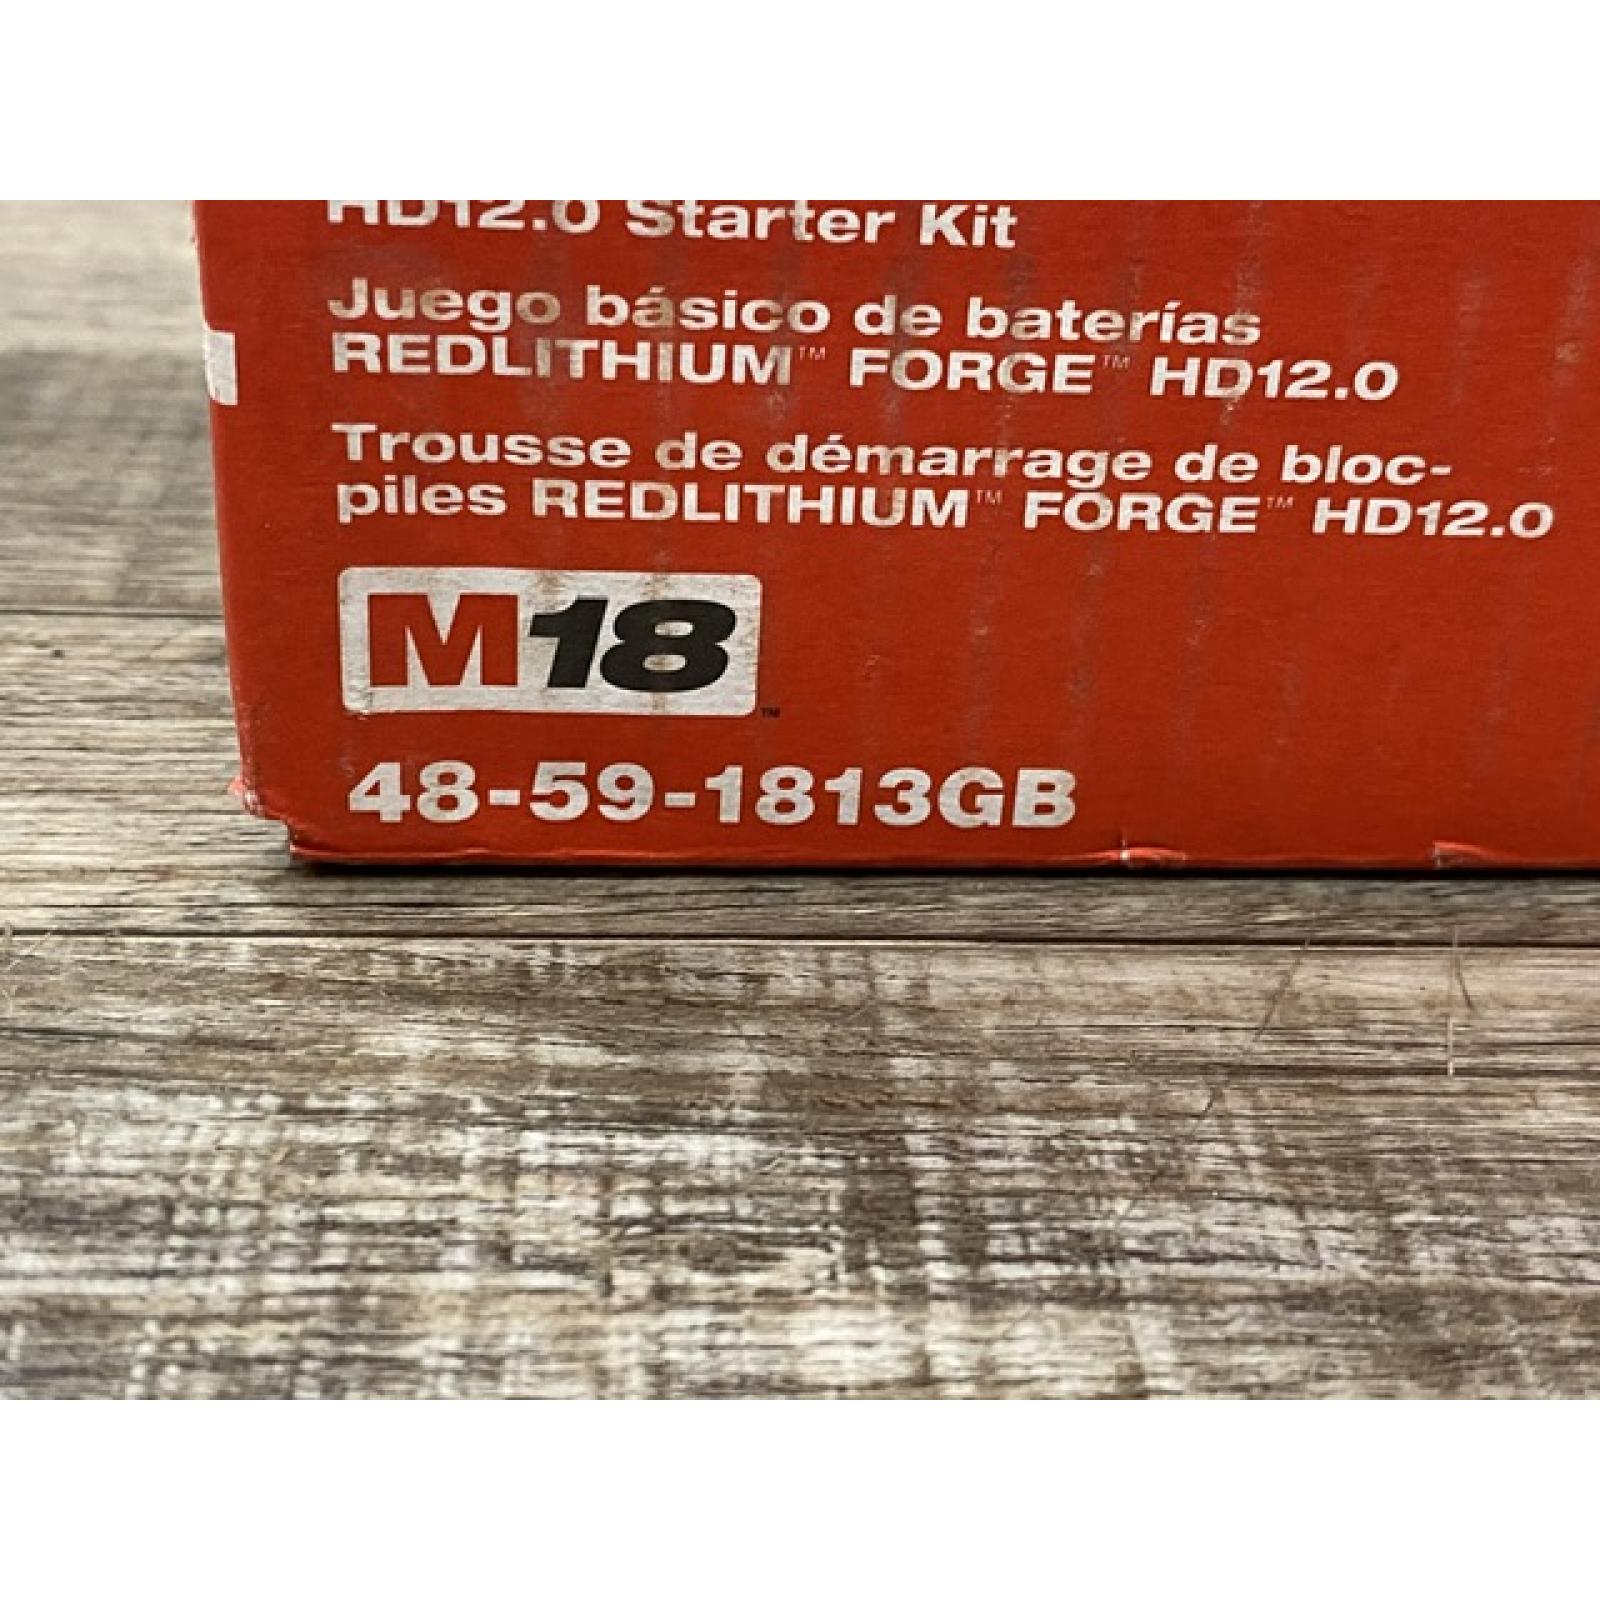 HD12.0 Starter Kit
Juego básico de baterías
REDLITHIUM™ FORGE™ HD12.0
Trousse de démarrage de bloc-
piles REDLITHIUM™ FORGE™ HD12.0
M18™
48-59-1813GB